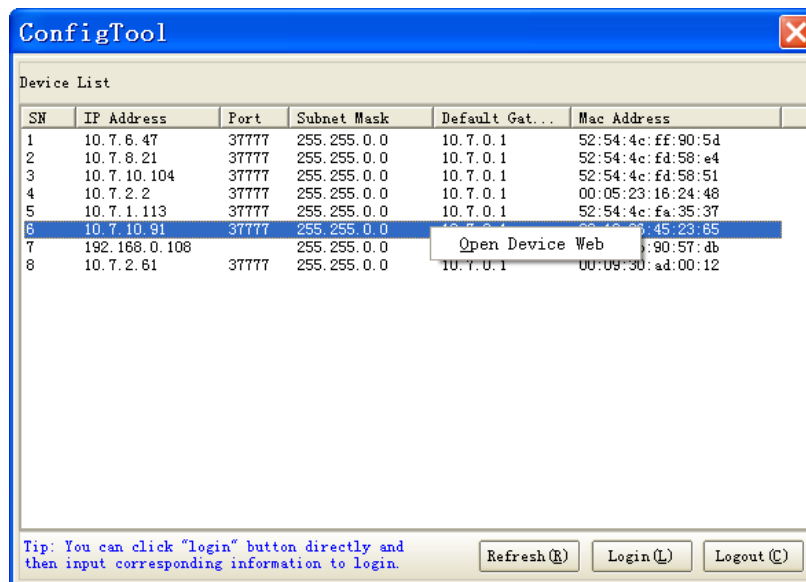 ConfigTool
Device List
SN IP Address Port Subnet Mask Default Gat... Mac Address
1 10.7.6.47 37777 255.255.0.0 10.7.0.1 52:54:4c:ff:90:5d
2 10.7.8.21 37777 255.255.0.0 10.7.0.1 52:54:4c:fd:58:e4
3 10.7.10.104 37777 255.255.0.0 10.7.0.1 52:54:4c:fd:58:51
4 10.7.2.2 37777 255.255.0.0 10.7.0.1 00:05:23:16:24:48
5 10.7.1.113 37777 255.255.0.0 10.7.0.1 52:54:4c:fa:35:37
6 10.7.10.91 37777 255.255.0.0 :45:23:65
Open Device Web
7 192.168.0.108 255.255.0.0 :90:57:db
8 10.7.2.61 37777 255.255.0.0 10.7.0.1 00:09:30:ad:00:12
Tip: You can click "login" button directly and
then input corresponding information to login.
Refresh(R) Login(L) Logout(C)